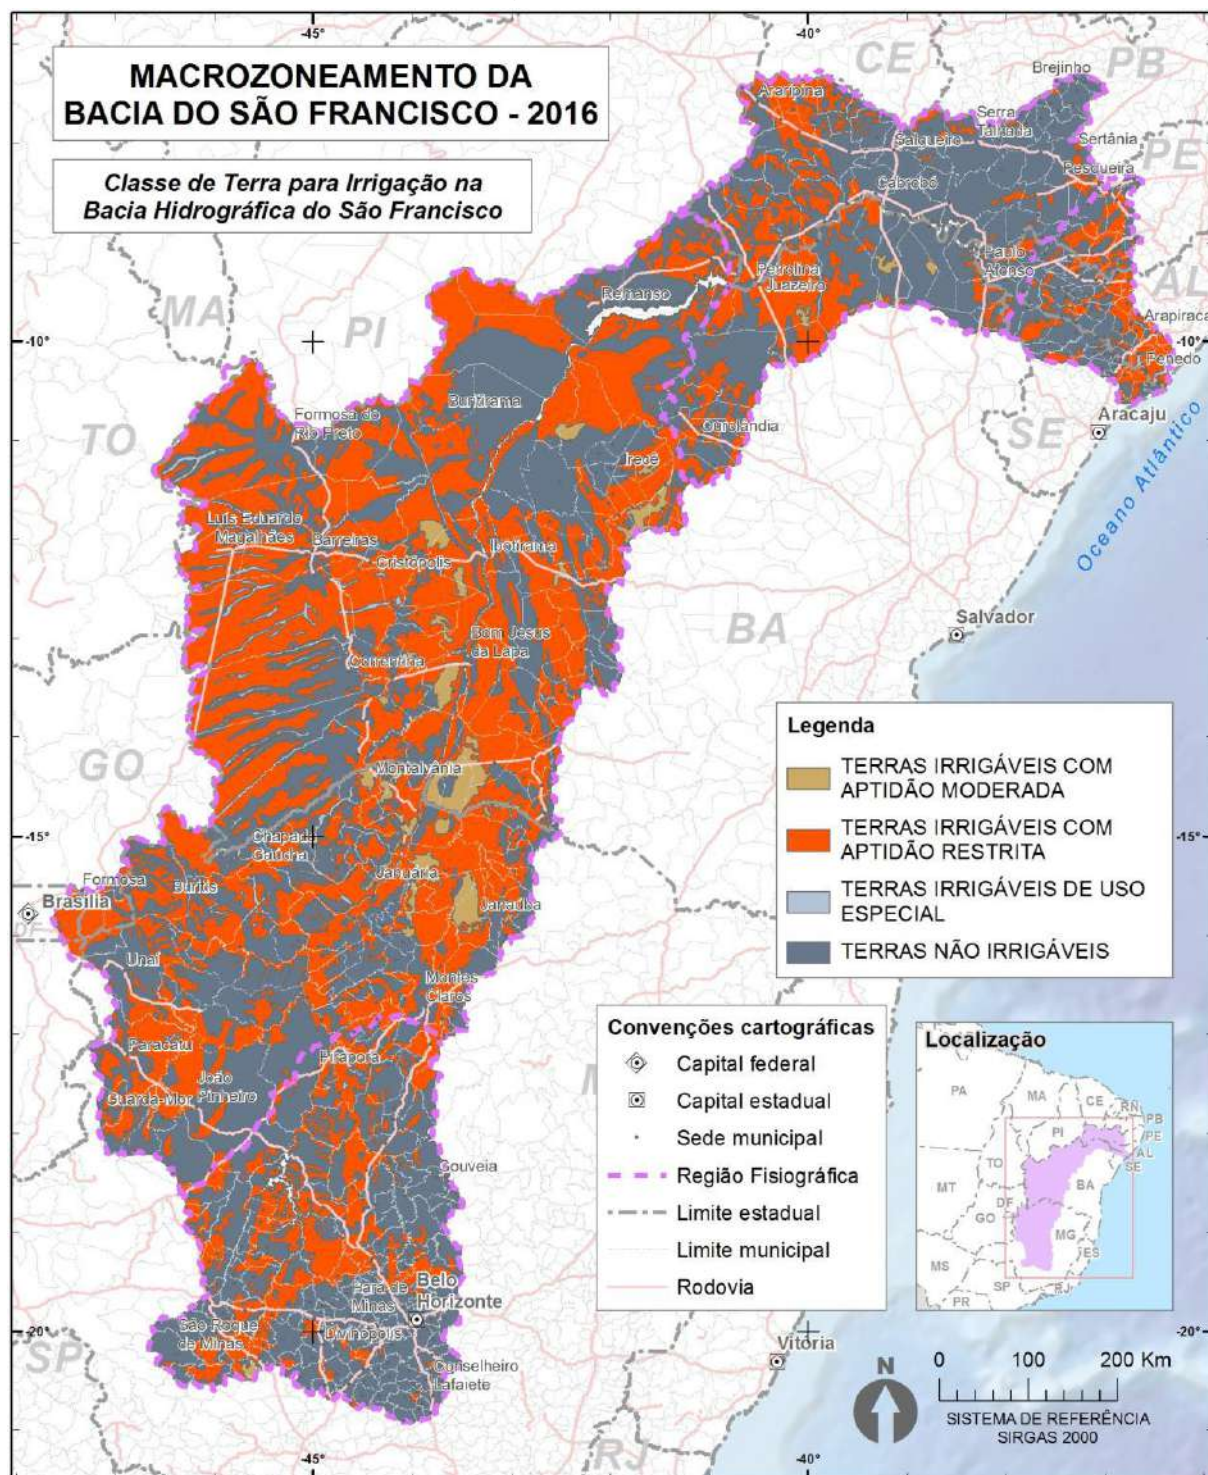 -45°
-40°
MACROZONEAMENTO DA
BACIA DO SÃO FRANCISCO - 2016
Classe de Terra para Irrigação na
Bacia Hidrográfica do São Francisco
CE
PB
Brejinho
Araripina
Serra
Talhada
Salgueiro
Sertânia
PE
Pesqueira
Cabrobó
Paulo
Afonso
AL
Petrolina
Juazeiro
Remanso
MA
PI
Arapiraca
-10°
-10°
Penedo
Buritirama
Formosa do
Rio Preto
Aracaju
TO
SE
Ourolândia
Irecê
Oceano Atlântico
Luís Eduardo
Magalhães
Barreiras
Cristópolis
Ibotirama
BA
Salvador
Bom Jesus
da Lapa
Correntina
GO
Montalvânia
Legenda
TERRAS IRRIGÁVEIS COM
APTIDÃO MODERADA
TERRAS IRRIGÁVEIS COM
APTIDÃO RESTRITA
TERRAS IRRIGÁVEIS DE USO
ESPECIAL
TERRAS NÃO IRRIGÁVEIS
-15°
-15°
Chapada
Gaúcha
Januária
Formosa
Buritis
Brasília
DF
Janaúba
Unaí
Montes
Claros
Paracatu
Pirapora
João
Pinheiro
Guarda-Mor
Gouveia
Convenções cartográficas
Capital federal
Capital estadual
Sede municipal
Região Fisiográfica
Limite estadual
Limite municipal
Rodovia
Localização
PA
MA
CE
RN
PB
PI
PE
AL
SE
TO
MT
BA
DF
GO
MG
ES
MS
SP
RJ
PR
Pará de
Minas
Belo
Horizonte
São Roque
de Minas
Divinópolis
Conselheiro
Lafaiete
-20°
-20°
SP
Vitória
N
0 100 200 Km
SISTEMA DE REFERÊNCIA
SIRGAS 2000
RJ
-45°
-40°